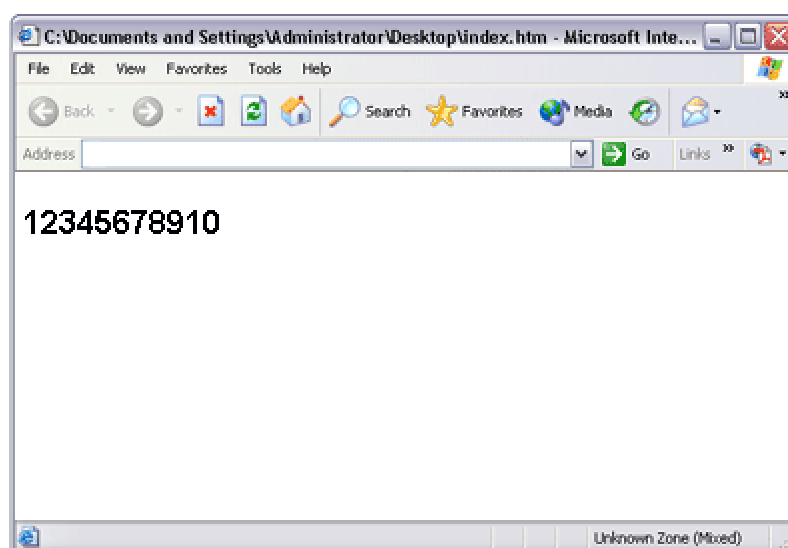 C:\Documents and Settings\Administrator\Desktop\index.htm - Microsoft Inte...
File Edit View Favorites Tools Help
Back Search Favorites Media
Address Go Links
12345678910
Unknown Zone (Mixed)